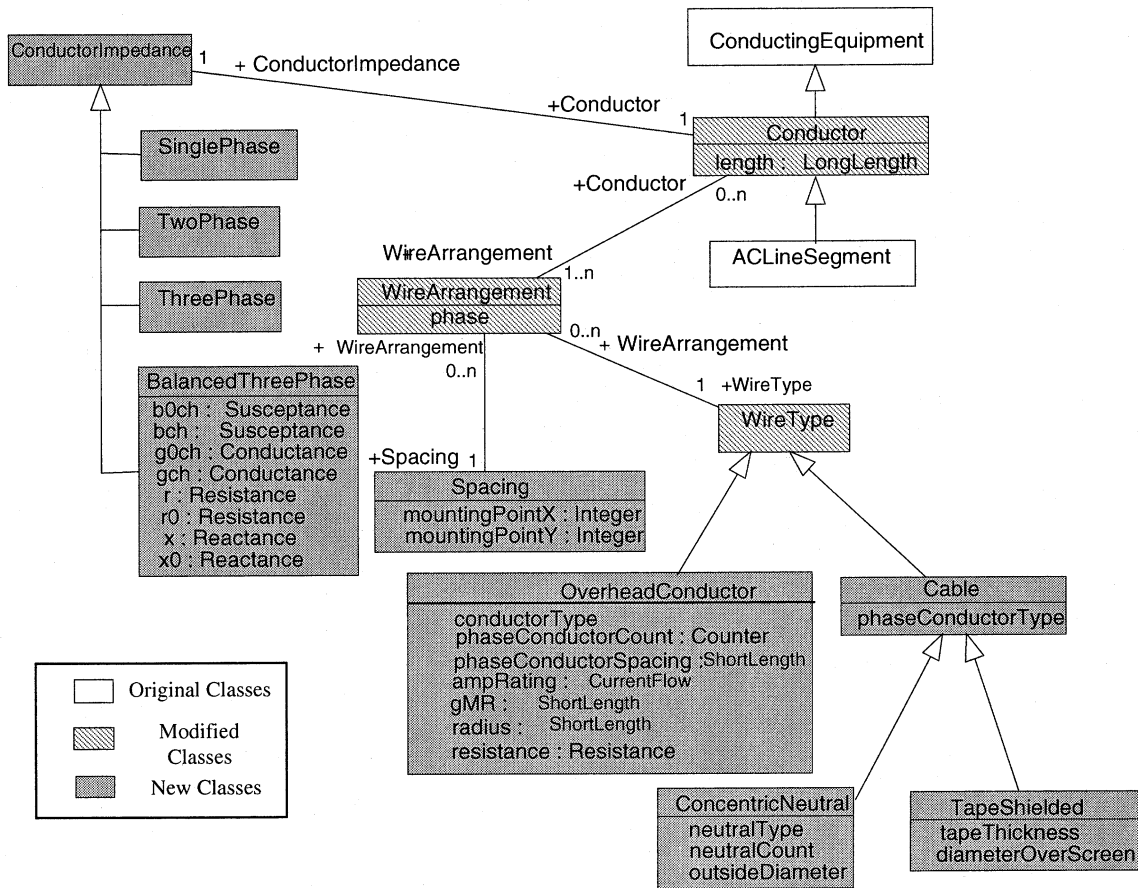 ConductorImpedance
1
+ ConductorImpedance
ConductingEquipment
+Conductor
1
Conductor
length : LongLength
+Conductor
0..n
SinglePhase
TwoPhase
ThreePhase
ACLineSegment
+
WireArrangement
1..n
WireArrangement
phase
0..n
+ WireArrangement
+ WireArrangement
0..n
1
+WireType
WireType
BalancedThreePhase
b0ch : Susceptance
bch : Susceptance
g0ch : Conductance
gch : Conductance
r : Resistance
r0 : Resistance
x : Reactance
x0 : Reactance
+Spacing
1
Spacing
mountingPointX : Integer
mountingPointY : Integer
OverheadConductor
conductorType
phaseConductorCount : Counter
phaseConductorSpacing :ShortLength
ampRating : CurrentFlow
gMR : ShortLength
radius : ShortLength
resistance : Resistance
Cable
phaseConductorType
Original Classes
Modified
Classes
New Classes
ConcentricNeutral
neutralType
neutralCount
outsideDiameter
TapeShielded
tapeThickness
diameterOverScreen